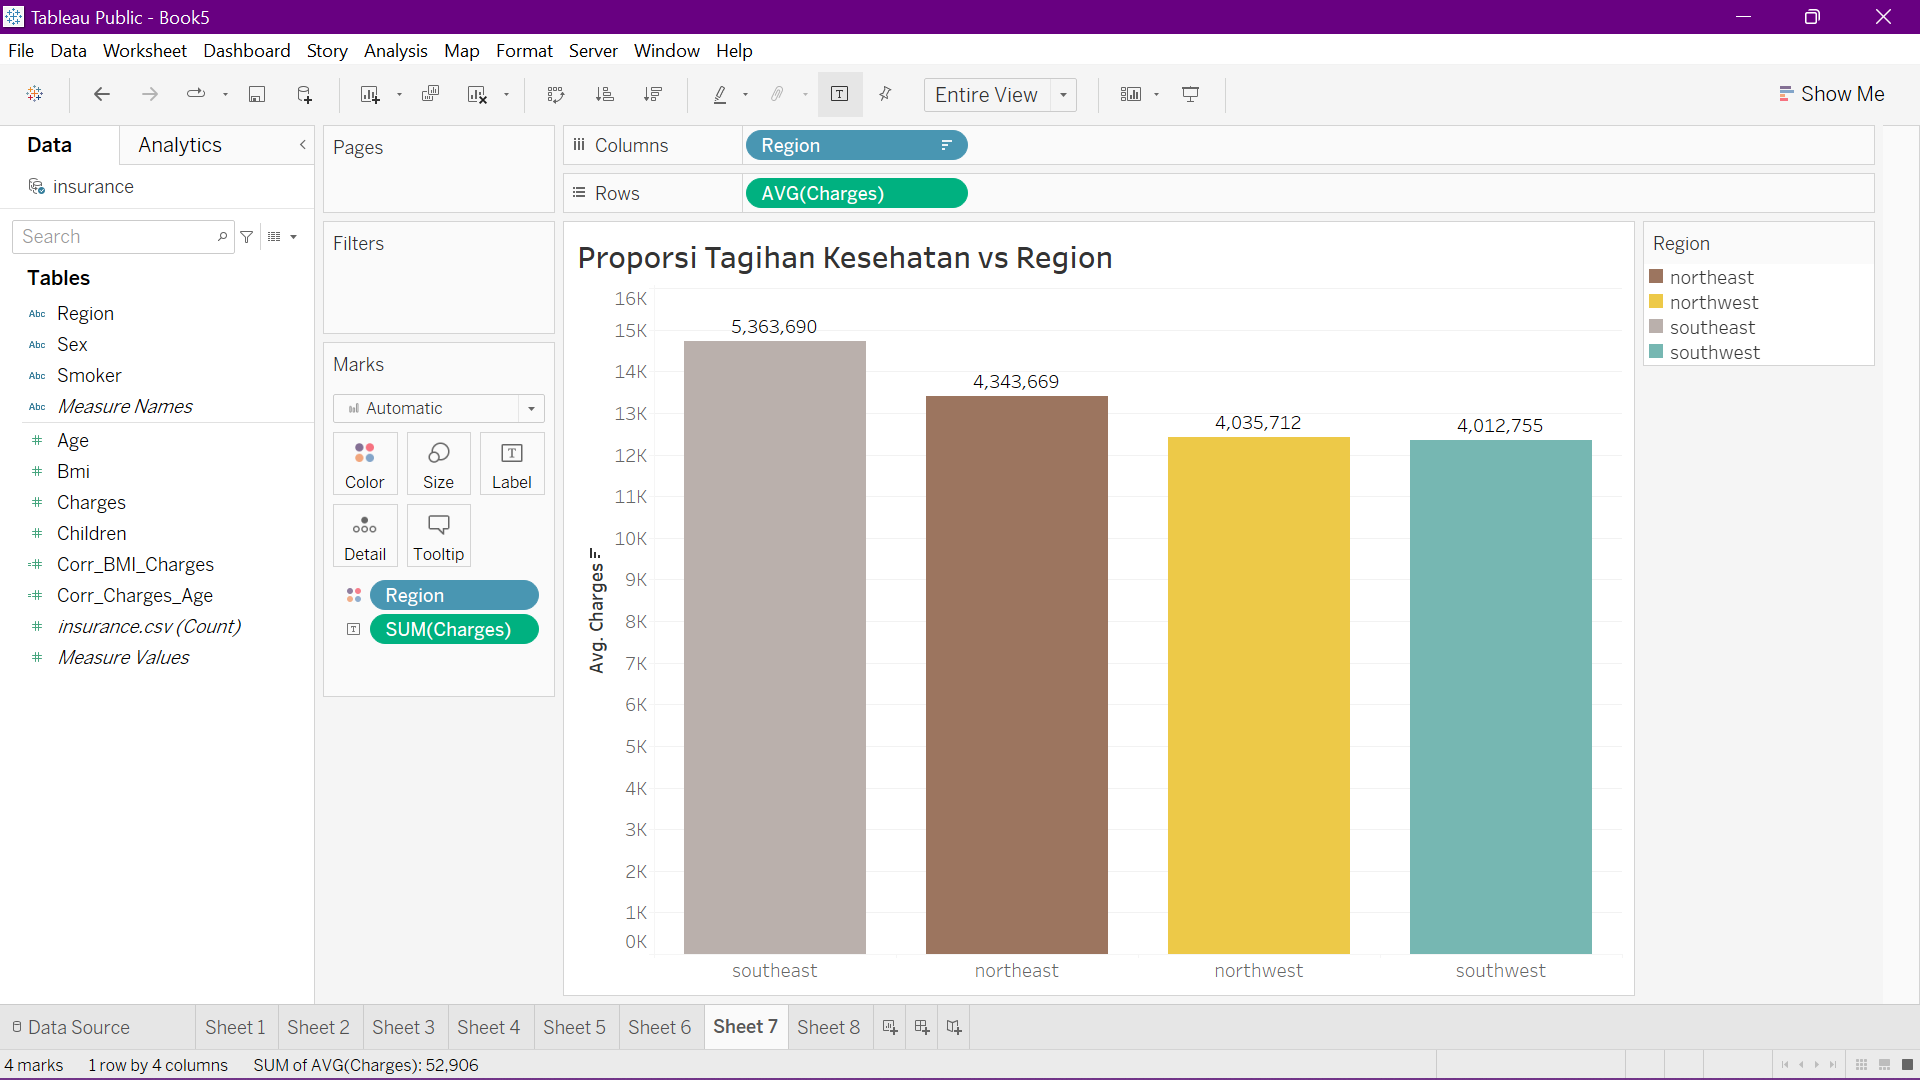 Tableau Public - Book5
File Data Worksheet Dashboard Story Analysis Map Format Server Window Help
Entire View
Show Me
Data Analytics
insurance
Search
Tables
Abc Region
Abc Sex
Abc Smoker
Abc Measure Names
# Age
# Bmi
# Charges
# Children
=# Corr_BMI_Charges
=# Corr_Charges_Age
# insurance.csv (Count)
# Measure Values
Pages
Filters
Marks
Automatic
Color Size Label
Detail Tooltip
Region
SUM(Charges)
Columns Region
Rows AVG(Charges)
Proporsi Tagihan Kesehatan vs Region
Avg. Charges
16K
15K
14K
13K
12K
11K
10K
9K
8K
7K
6K
5K
4K
3K
2K
1K
0K
5,363,690
4,343,669
4,035,712
4,012,755
southeast northeast northwest southwest
Region
northeast
northwest
southeast
southwest
Data Source Sheet 1 Sheet 2 Sheet 3 Sheet 4 Sheet 5 Sheet 6 Sheet 7 Sheet 8
4 marks 1 row by 4 columns SUM of AVG(Charges): 52,906